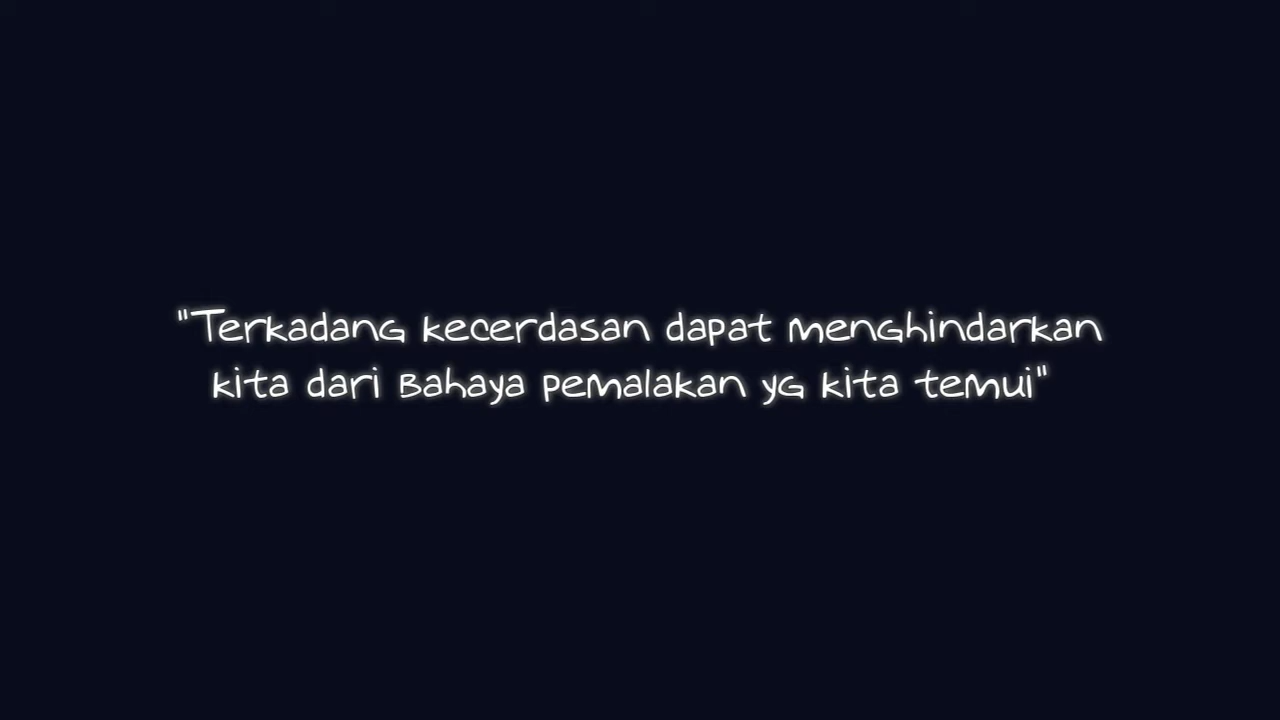 "Terkadang kecerdasan dapat menghindarkan
kita dari Bahaya pemalakan yg kita temui"